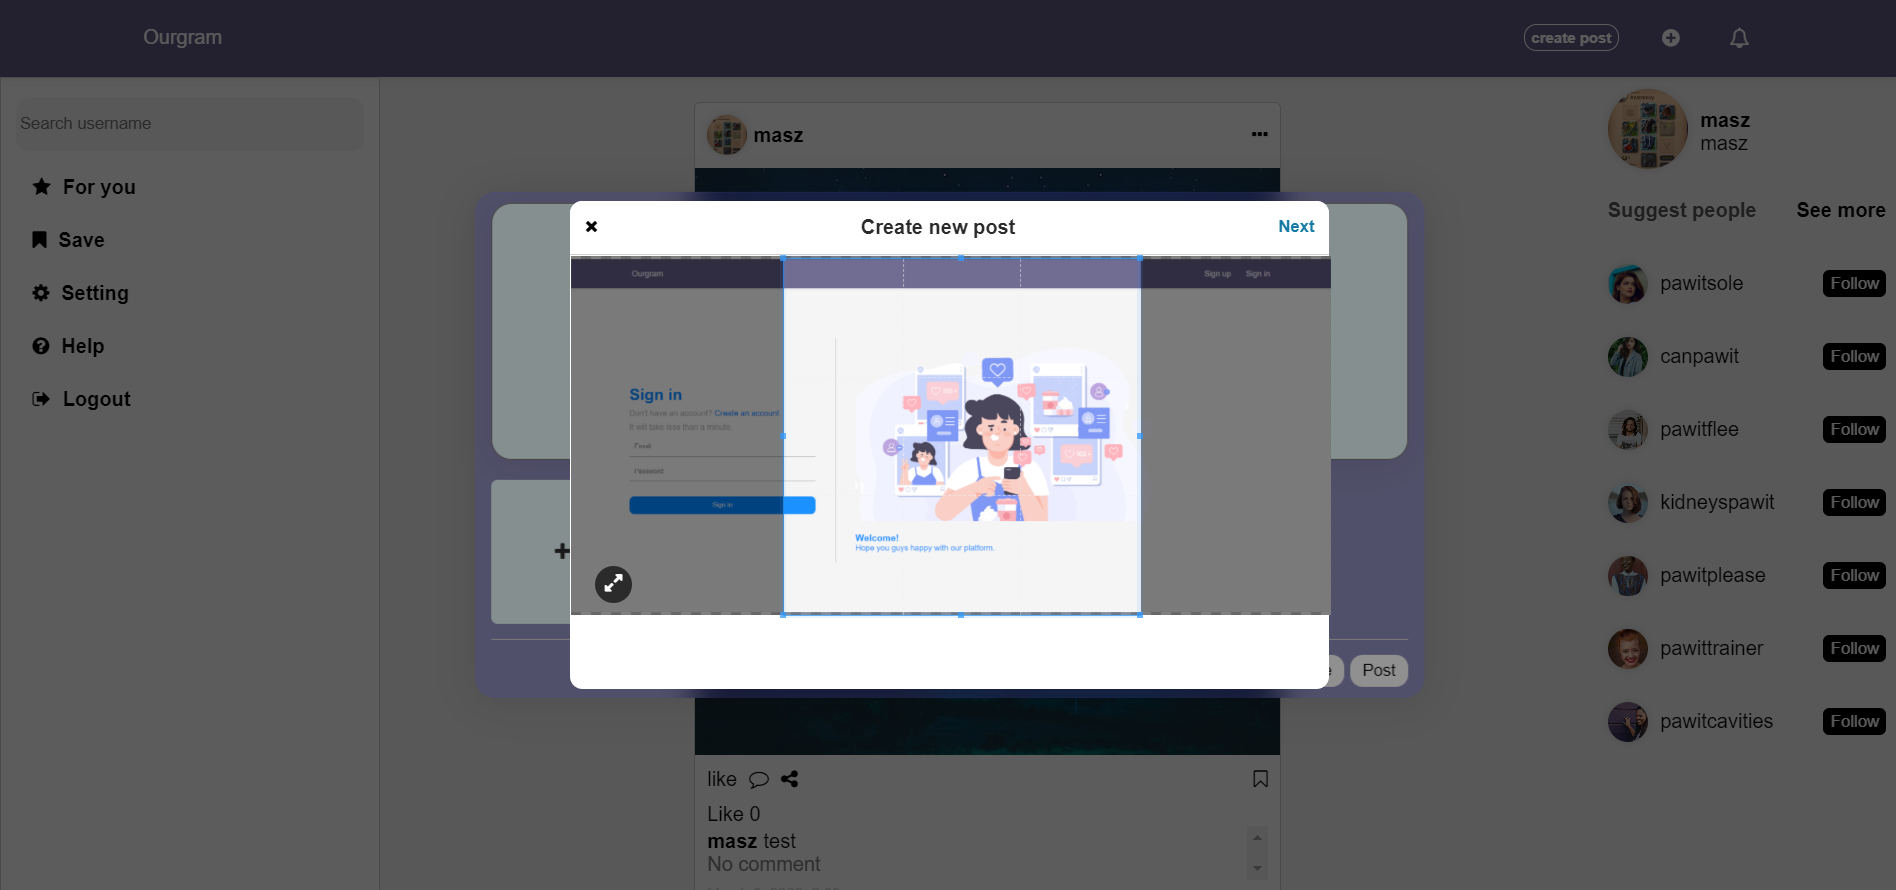 Ourgram
create post
Search username
For you
Save
Setting
Help
Logout
masz
Create new post
Next
Ourgram
Sign up
Sign in
Sign in
Don't have an account? Create an account
It will take less than a minute.
Email
Password
Sign in
Welcome!
Hope you guys happy with our platform.
Post
like
Like 0
masz test
No comment
masz
masz
Suggest people
See more
pawitsole
Follow
canpawit
Follow
pawitflee
Follow
kidneyspawit
Follow
pawitplease
Follow
pawittrainer
Follow
pawitcavities
Follow